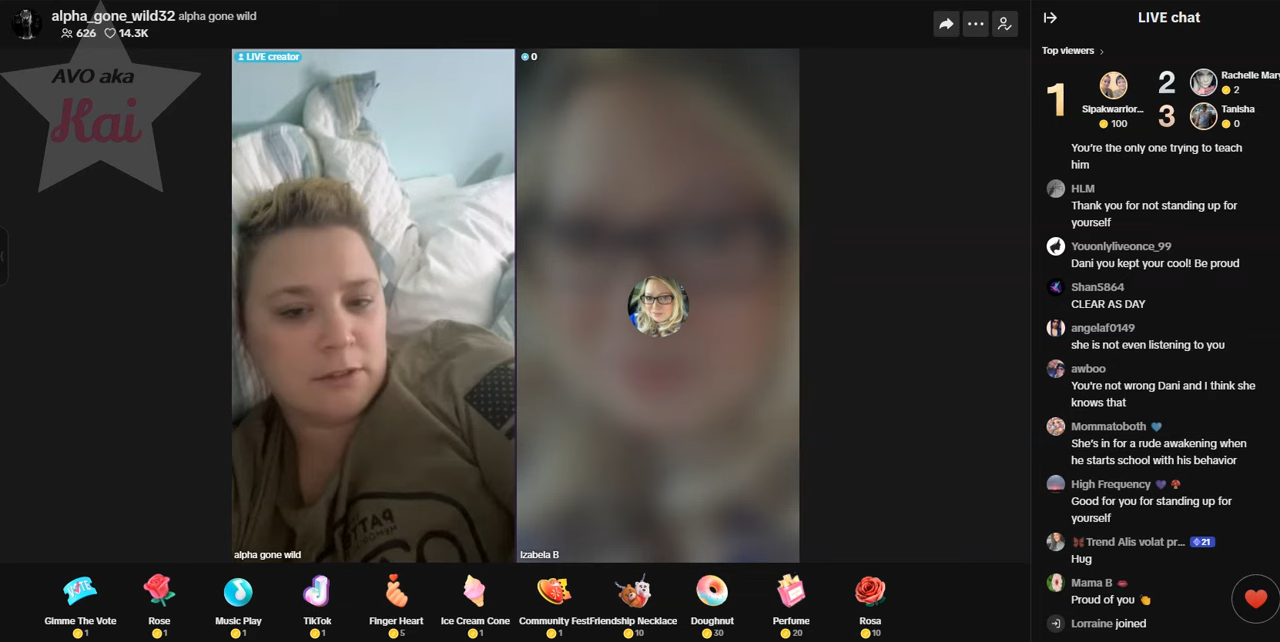 alpha_gone_wild32 alpha gone wild
626 14.3K
AVO aka
Kai
LIVE creator
0
alpha gone wild
Izabela B
Gimme The Vote
1
Rose
1
Music Play
1
TikTok
1
Finger Heart
5
Ice Cream Cone
1
Community Fest
1
Friendship Necklace
10
Doughnut
30
Perfume
20
Rosa
10
LIVE chat
Top viewers
1
Sipakwarrior...
100
2
Rachelle Mar
2
3
Tanisha
0
You're the only one trying to teach
him
HLM
Thank you for not standing up for
yourself
Youonlyliveonce_99
Dani you kept your cool! Be proud
Shan5864
CLEAR AS DAY
angelaf0149
she is not even listening to you
awboo
You're not wrong Dani and I think she
knows that
Mommatoboth
She's in for a rude awakening when
he starts school with his behavior
High Frequency
Good for you for standing up for
yourself
Trend Alis volat pr... 21
Hug
Mama B
Proud of you
Lorraine joined